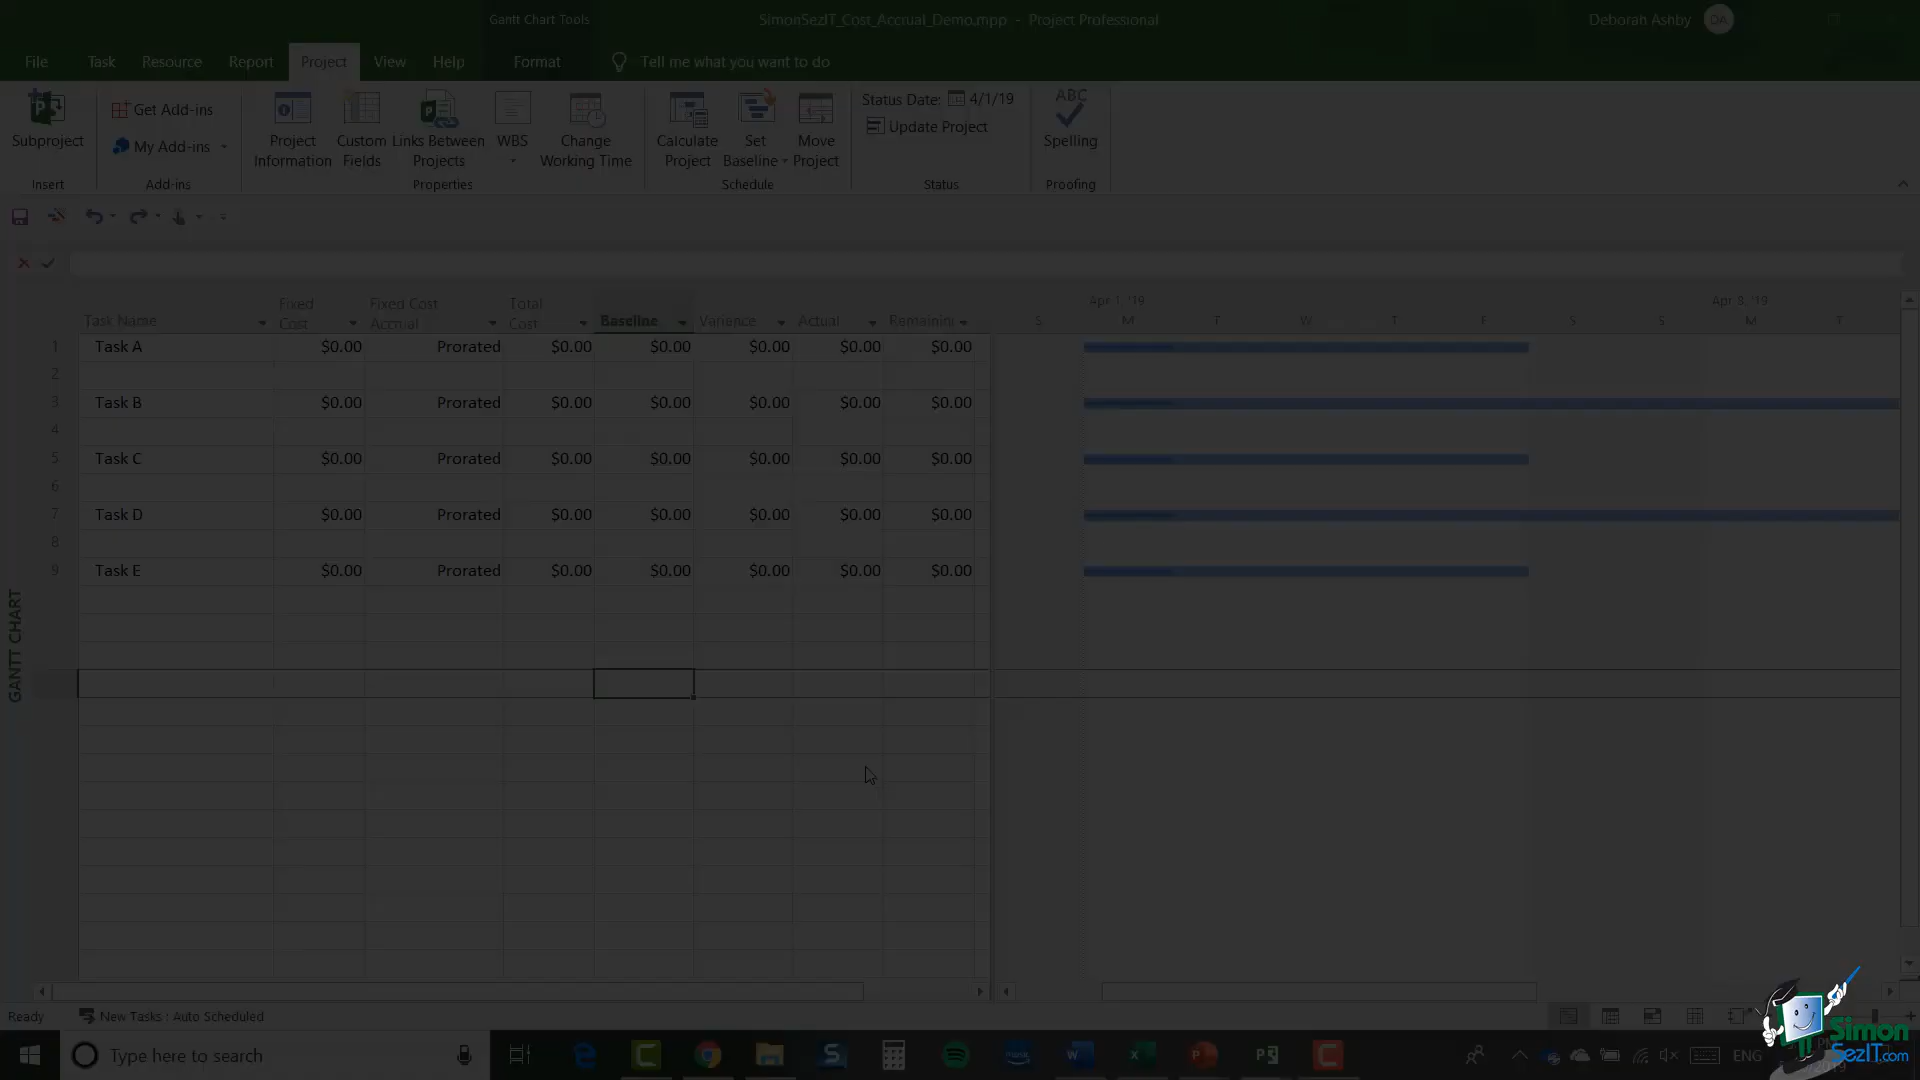 Gantt Chart Tools
SimonSezIT_Cost_Accrual_Demo.mpp - Project Professional
Deborah Ashby
DA
File
Task
Resource
Report
Project
View
Help
Format
Tell me what you want to do
Subproject
Insert
Get Add-ins
My Add-ins
Add-ins
Project
Information
Custom
Fields
Links Between
Projects
WBS
Change
Working Time
Properties
Calculate
Project
Set
Baseline
Move
Project
Schedule
Status Date:
4/1/19
Update Project
Status
ABC
Spelling
Proofing
GANTT CHART
Task Name
Fixed
Cost
Fixed Cost
Accrual
Total
Cost
Baseline
Variance
Actual
Remaining
Apr 1, '19
Apr 8, '19
S M T W T F S S M T
1 Task A $0.00 Prorated $0.00 $0.00 $0.00 $0.00 $0.00
2
3 Task B $0.00 Prorated $0.00 $0.00 $0.00 $0.00 $0.00
4
5 Task C $0.00 Prorated $0.00 $0.00 $0.00 $0.00 $0.00
6
7 Task D $0.00 Prorated $0.00 $0.00 $0.00 $0.00 $0.00
8
9 Task E $0.00 Prorated $0.00 $0.00 $0.00 $0.00 $0.00
Ready
New Tasks : Auto Scheduled
Type here to search
ENG
Simon
SezIT.com